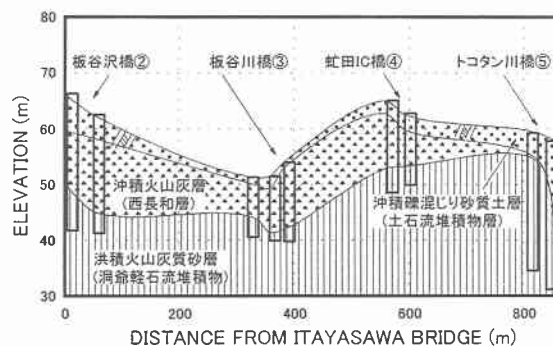 80
70
60
50
40
30
ELEVATION (m)
板谷沢橋②
板谷川橋③
虻田IC橋④
トコタン川橋⑤
沖積火山灰層
(西長和層)
沖積礫混じり砂質土層
(土石流堆積物層)
洪積火山灰質砂層
(洞爺軽石流堆積物)
0
200
400
600
800
DISTANCE FROM ITAYASAWA BRIDGE (m)